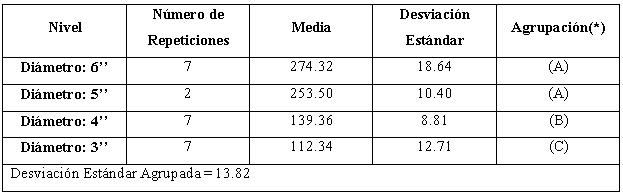 Nivel Número de Repeticiones Media Desviación Estándar Agrupación(*)
Diámetro: 6’’ 7 274.32 18.64 (A)
Diámetro: 5’’ 2 253.50 10.40 (A)
Diámetro: 4’’ 7 139.36 8.81 (B)
Diámetro: 3’’ 7 112.34 12.71 (C)
Desviación Estándar Agrupada = 13.82